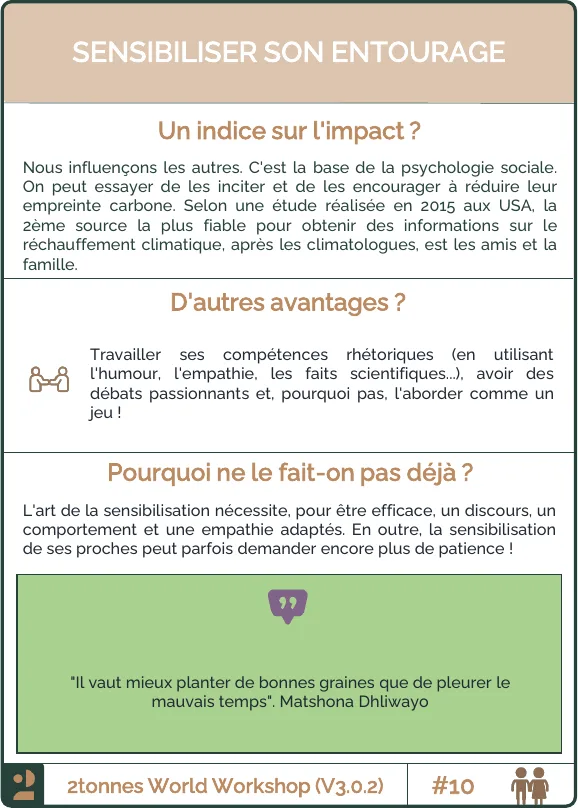 SENSIBILISER SON ENTOURAGE
Un indice sur l'impact ?
Nous influençons les autres. C'est la base de la psychologie sociale.
On peut essayer de les inciter et de les encourager à réduire leur
empreinte carbone. Selon une étude réalisée en 2015 aux USA, la
2ème source la plus fiable pour obtenir des informations sur le
réchauffement climatique, après les climatologues, est les amis et la
famille.
D'autres avantages ?
Travailler ses compétences rhétoriques (en utilisant
l'humour, l'empathie, les faits scientifiques...), avoir des
débats passionnants et, pourquoi pas, l'aborder comme un
jeu !
Pourquoi ne le fait-on pas déjà ?
L'art de la sensibilisation nécessite, pour être efficace, un discours, un
comportement et une empathie adaptés. En outre, la sensibilisation
de ses proches peut parfois demander encore plus de patience !
"Il vaut mieux planter de bonnes graines que de pleurer le
mauvais temps". Matshona Dhliwayo
2tonnes World Workshop (V3.0.2)
#10